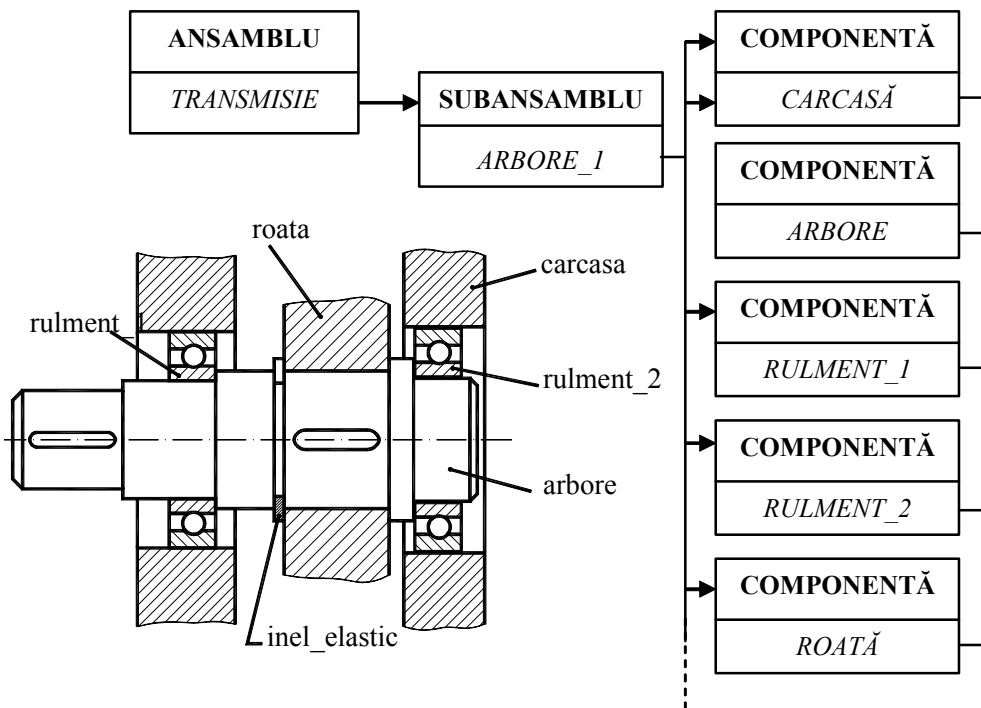 ANSAMBLU
TRANSMISIE
SUBANSAMBLU
ARBORE_1
COMPONENTĂ
CARCASĂ
COMPONENTĂ
ARBORE
COMPONENTĂ
RULMENT_1
COMPONENTĂ
RULMENT_2
COMPONENTĂ
ROATĂ
roata
carcasa
rulment_1
rulment_2
arbore
inel_elastic